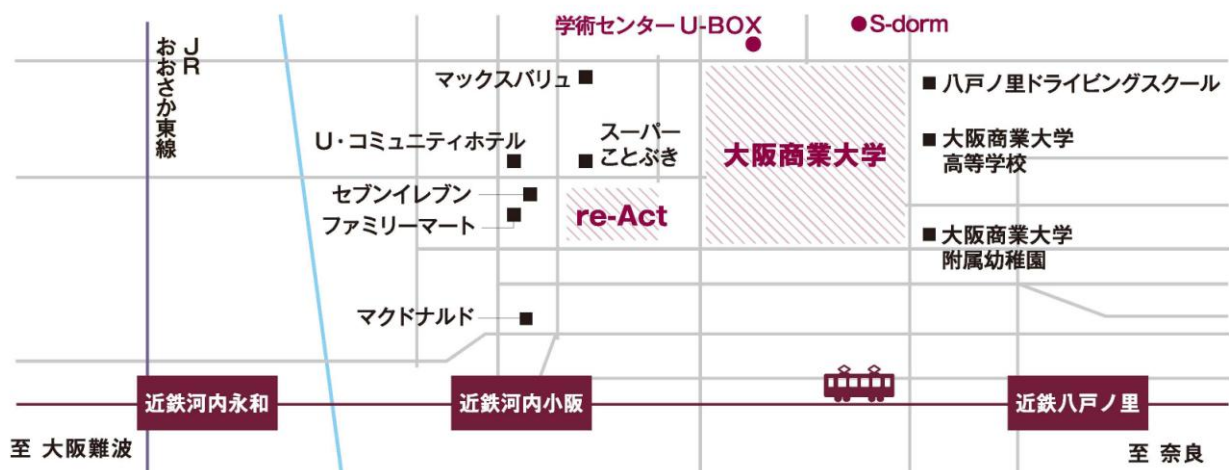 学術センター U-BOX
S-dorm
JR
おおさか東線
マックスバリュ
八戸ノ里ドライビングスクール
U・コミュニティホテル
スーパー
ことぶき
大阪商業大学
大阪商業大学
高等学校
セブンイレブン
ファミリーマート
re-Act
大阪商業大学
附属幼稚園
マクドナルド
近鉄河内永和
近鉄河内小阪
近鉄八戸ノ里
至 大阪難波
至 奈良